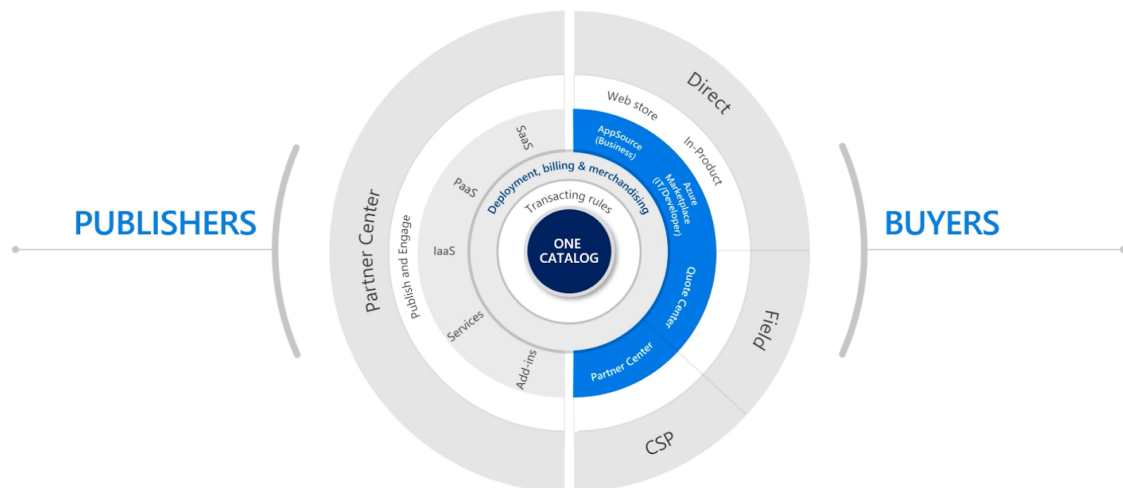 PUBLISHERS
Partner Center
Publish and Engage
SaaS
PaaS
IaaS
Services
Add-ins
Deployment, billing & merchandising
Transacting rules
ONE
CATALOG
Direct
Web store
In-Product
AppSource
(Business)
Azure
Marketplace
(IT/Developer)
Quote Center
Field
Partner Center
CSP
BUYERS